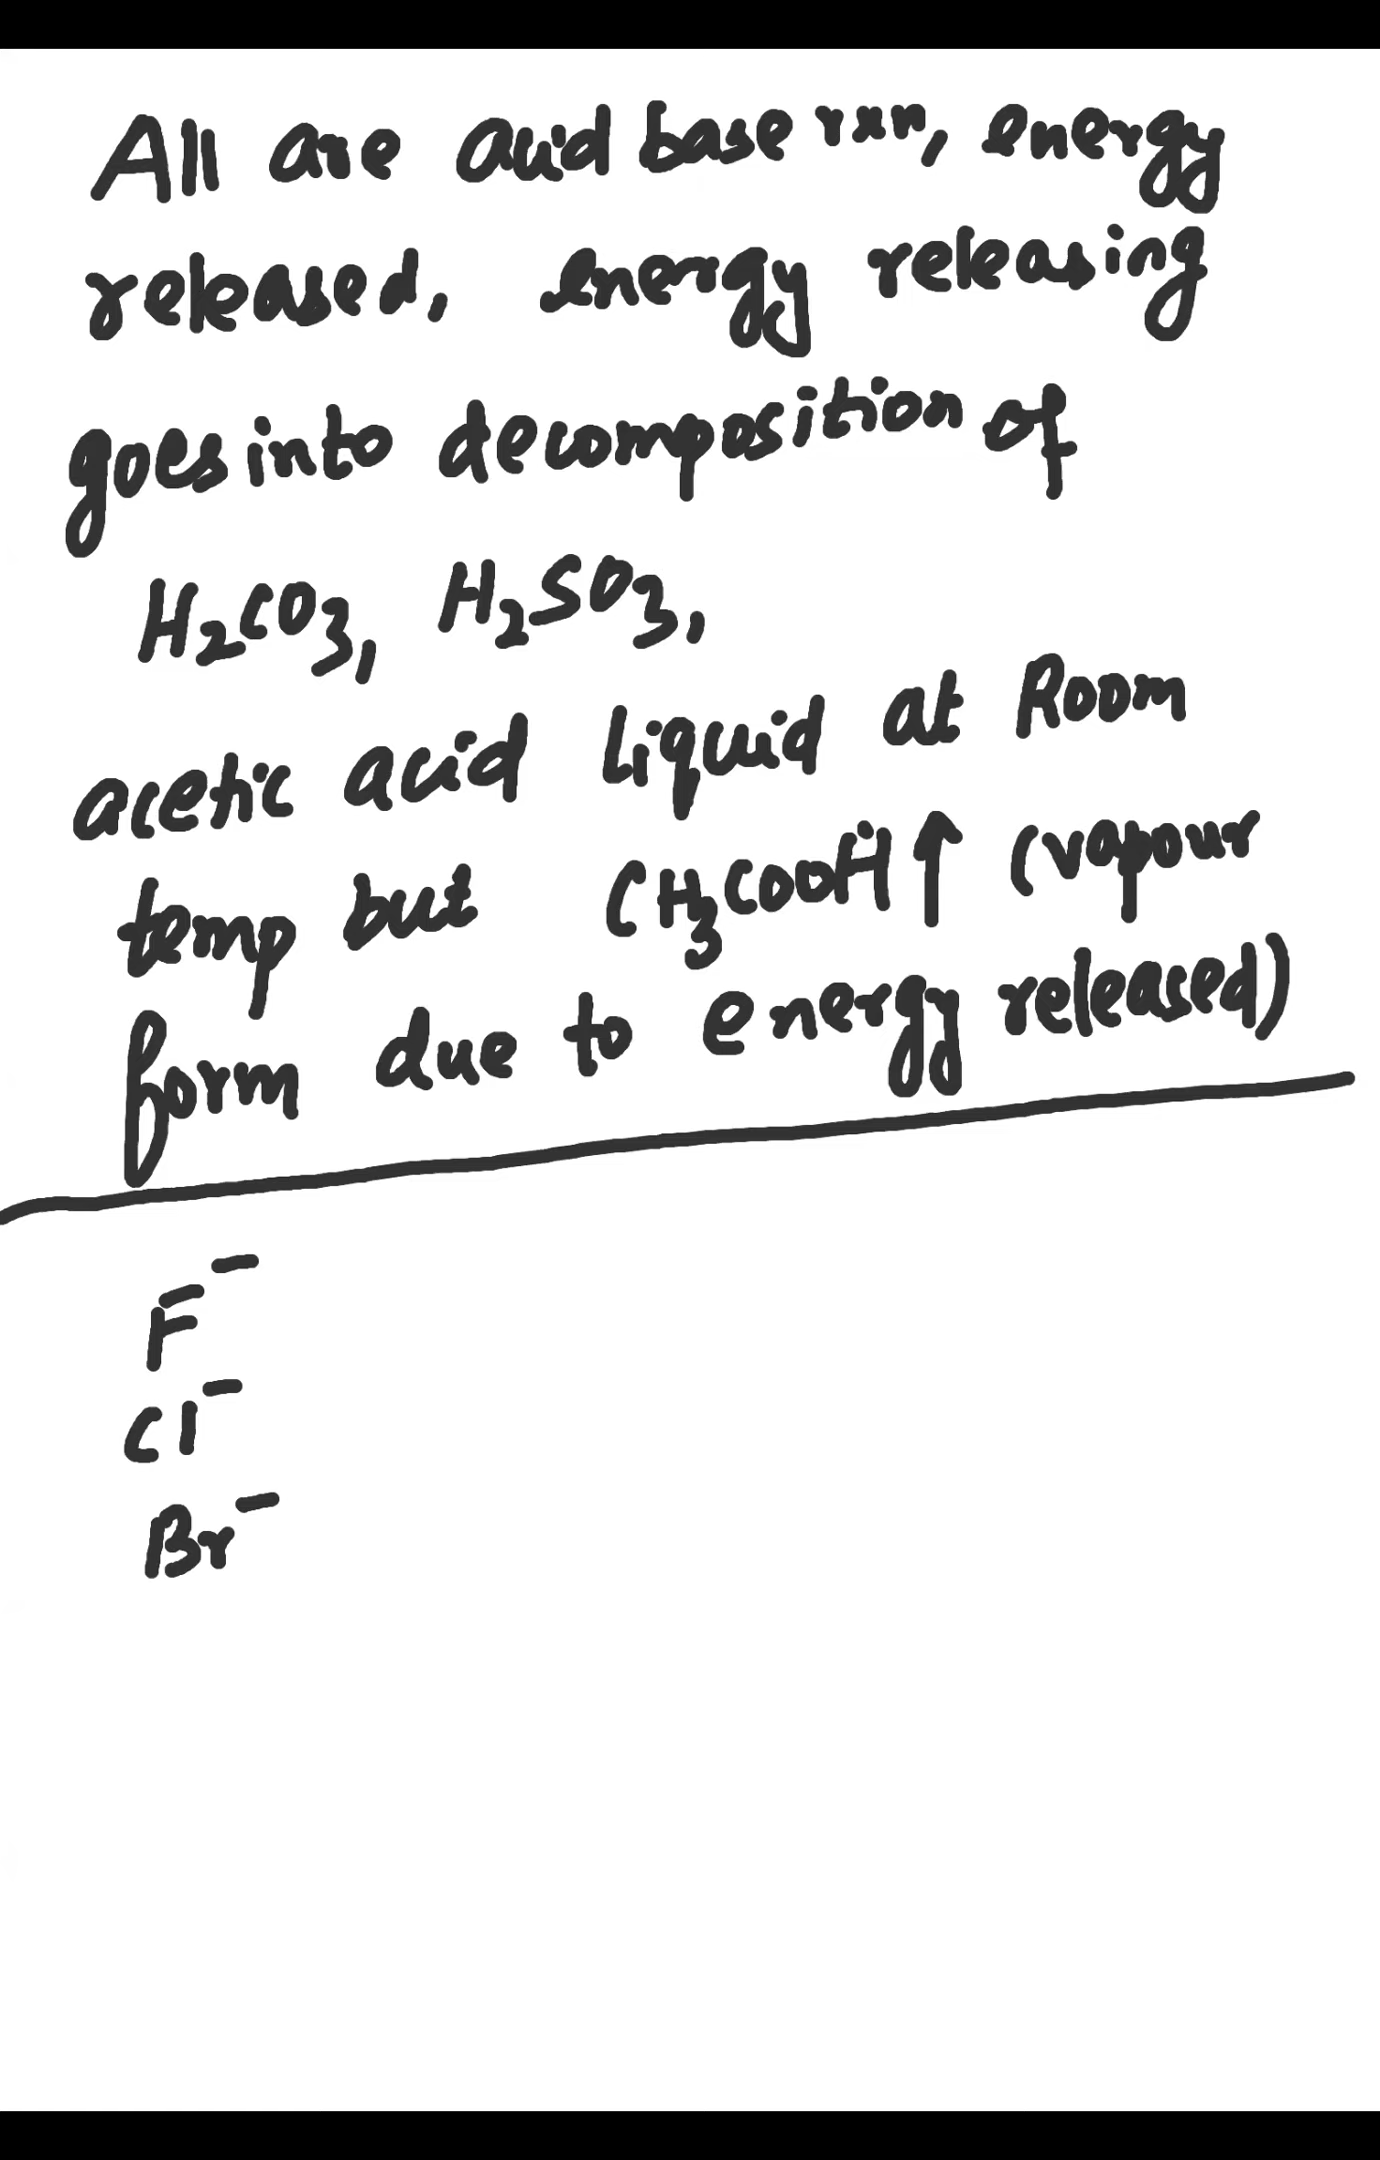 All are acid base rxn, energy
released, energy releasing
goes into decomposition of
H₂CO₃, H₂SO₃,
acetic acid liquid at Room
temp but CH₃COOH↑ (vapour
form due to energy released)
F⁻
Cl⁻
Br⁻